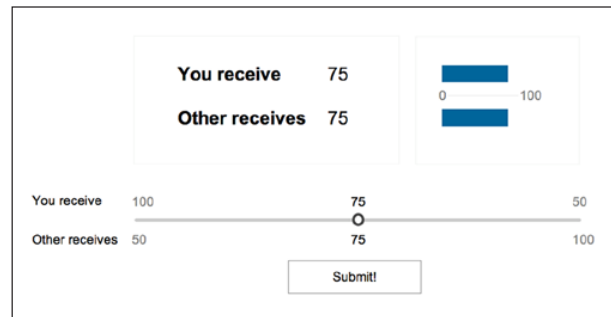 You receive 75
Other receives 75
0 100
You receive 100 75 50
Other receives 50 75 100
Submit!